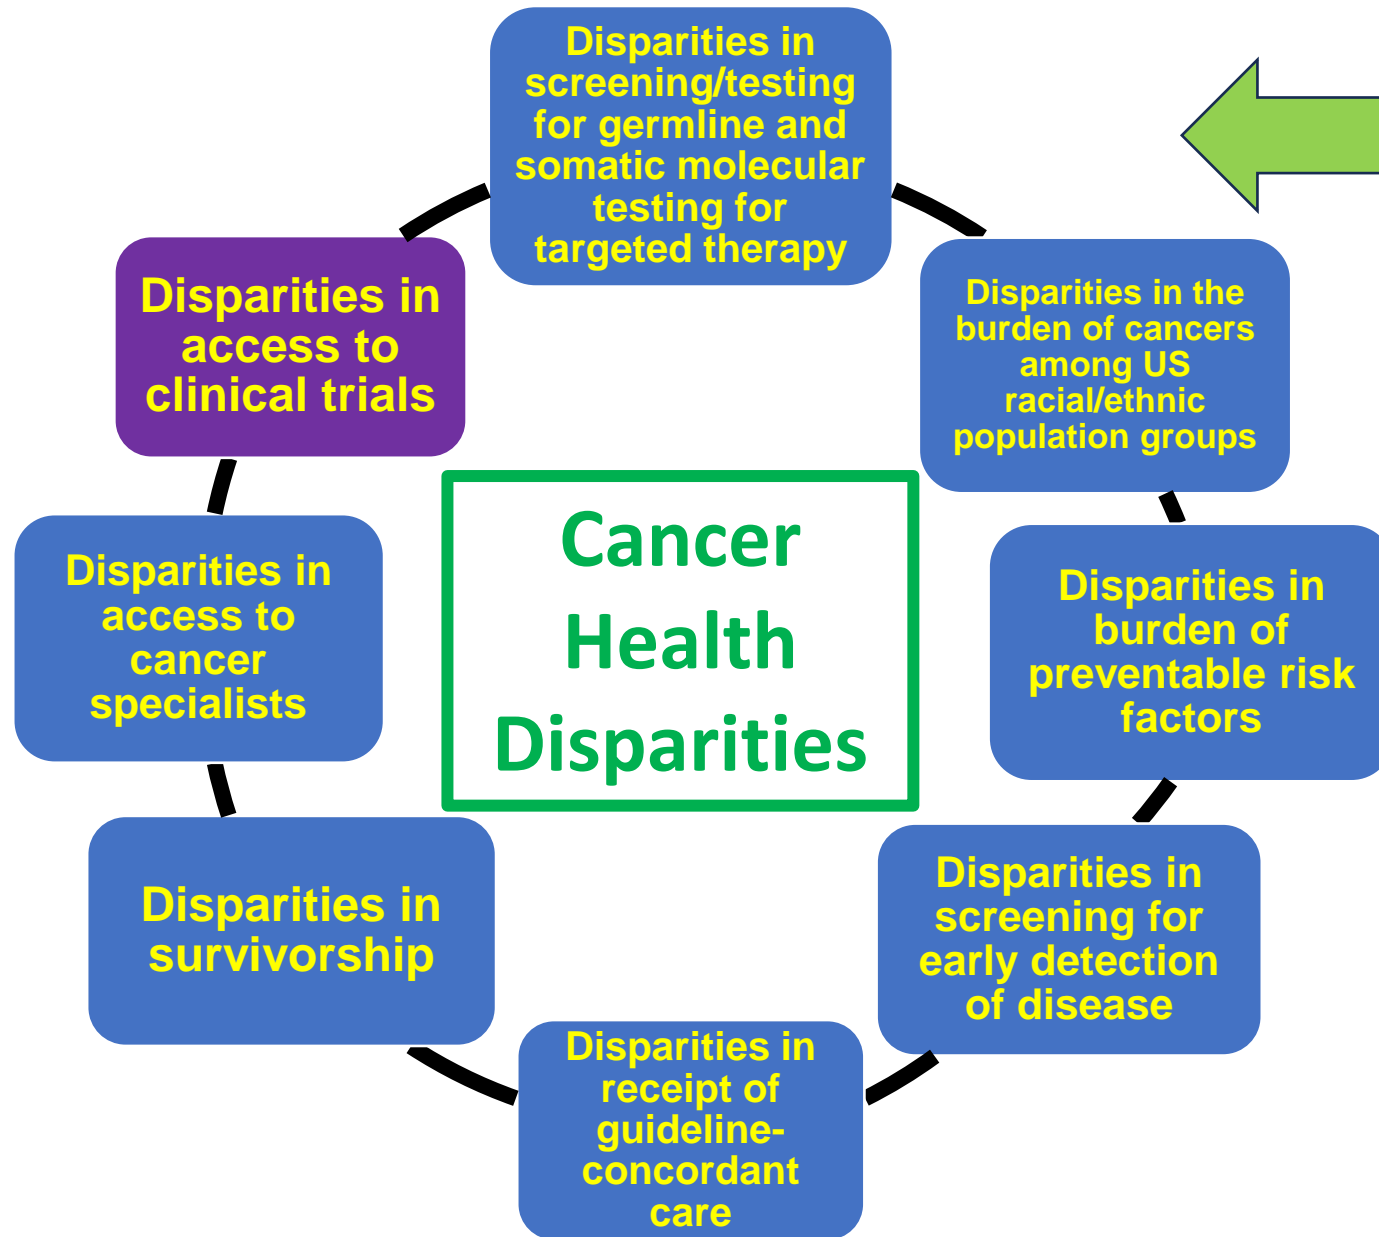 Disparities in
screening/testing
for germline and
somatic molecular
testing for
targeted therapy
Disparities in the
burden of cancers
among US
racial/ethnic
population groups
Disparities in
burden of
preventable risk
factors
Disparities in
screening for
early detection
of disease
Disparities in
receipt of
guideline-
concordant
care
Disparities in
survivorship
Disparities in
access to
cancer
specialists
Disparities in
access to
clinical trials
Cancer
Health
Disparities